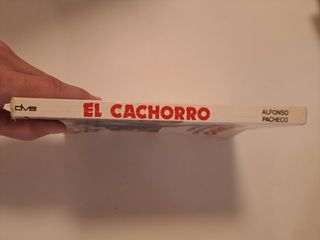 dve
EL CACHORRO
ALFONSO
PACHECO